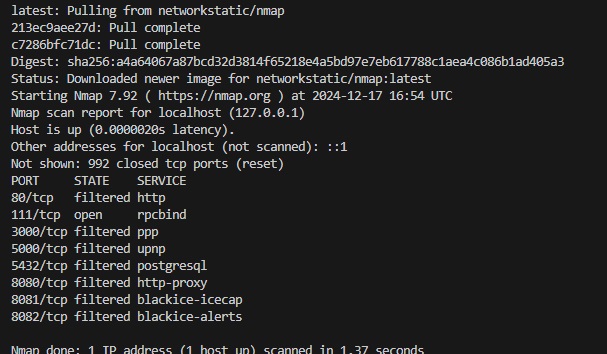 latest: Pulling from networkstatic/nmap
213ec9aee27d: Pull complete
c7286bfc71dc: Pull complete
Digest: sha256:a4a64067a87bcd32d3814f65218e4a5bd97e7eb617788c1aea4c086b1ad405a3
Status: Downloaded newer image for networkstatic/nmap:latest
Starting Nmap 7.92 ( https://nmap.org ) at 2024-12-17 16:54 UTC
Nmap scan report for localhost (127.0.0.1)
Host is up (0.0000020s latency).
Other addresses for localhost (not scanned): ::1
Not shown: 992 closed tcp ports (reset)
PORT     STATE    SERVICE
80/tcp   filtered http
111/tcp  open     rpcbind
3000/tcp filtered ppp
5000/tcp filtered upnp
5432/tcp filtered postgresql
8080/tcp filtered http-proxy
8081/tcp filtered blackice-icecap
8082/tcp filtered blackice-alerts
Nmap done: 1 IP address (1 host up) scanned in 1.37 seconds